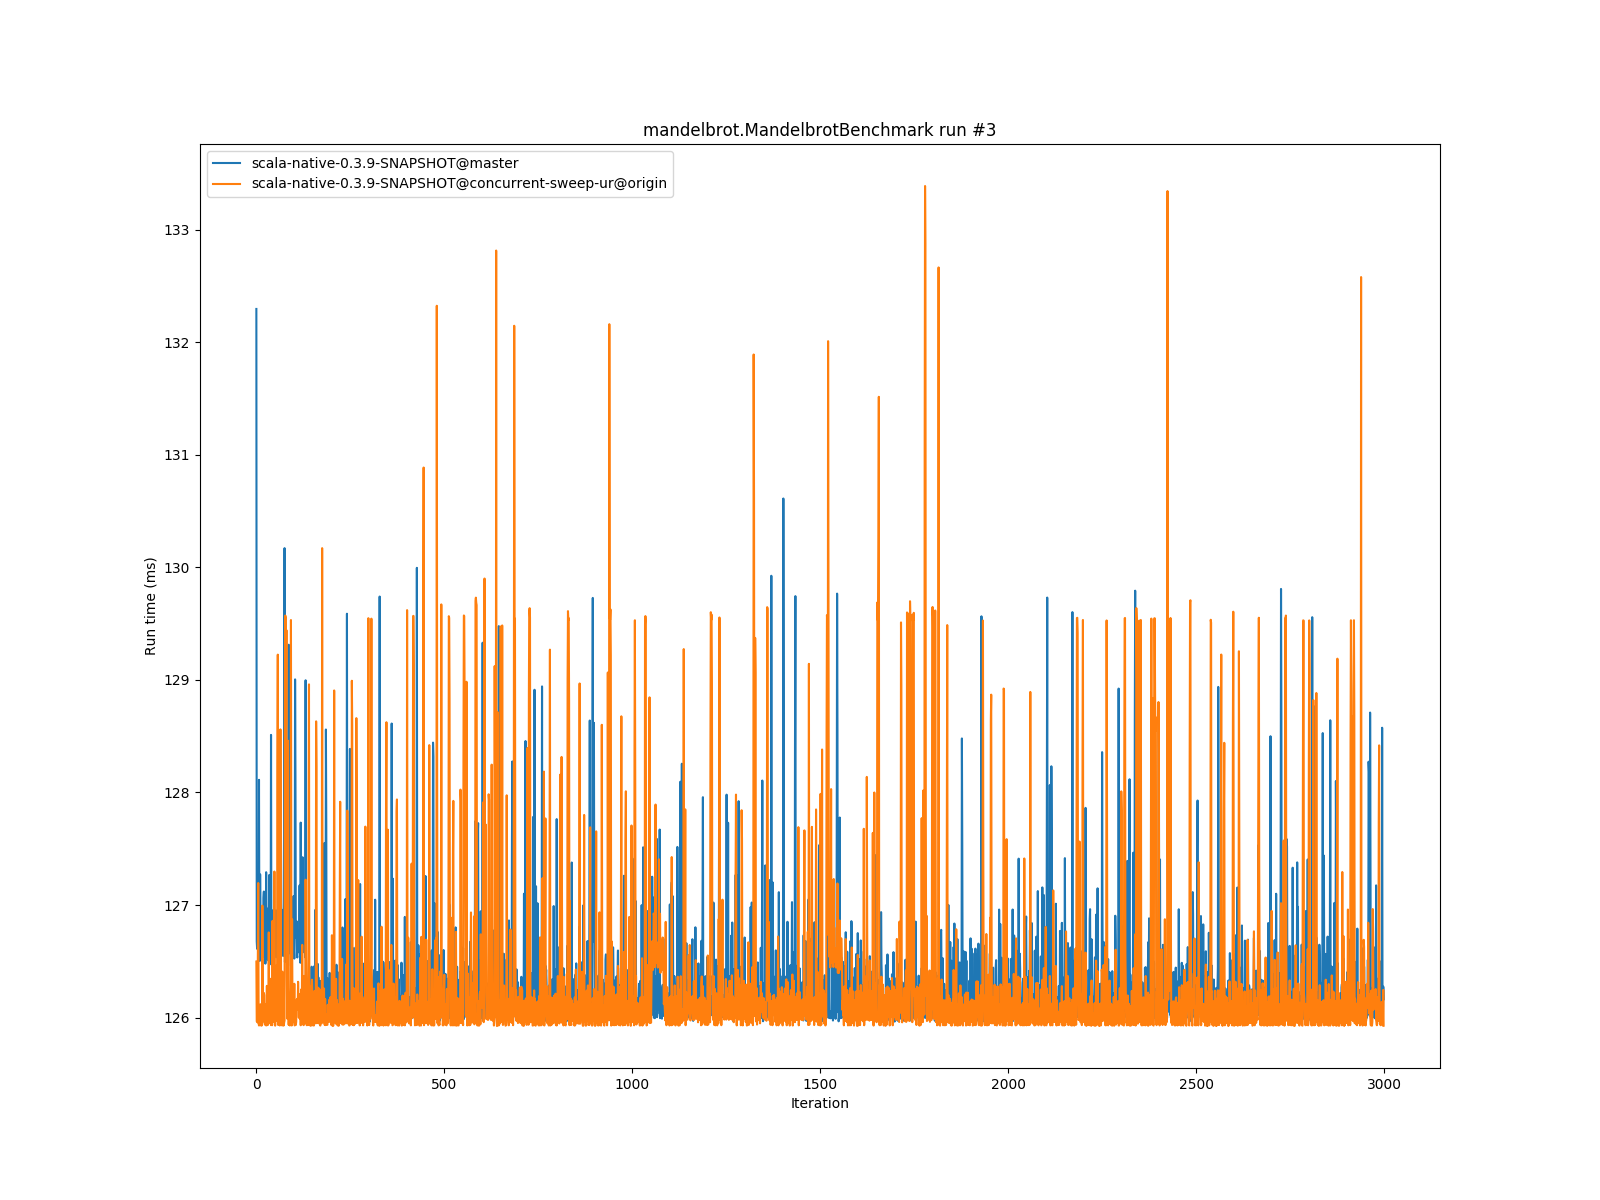 mandelbrot.MandelbrotBenchmark run #3
scala-native-0.3.9-SNAPSHOT@master
scala-native-0.3.9-SNAPSHOT@concurrent-sweep-ur@origin
133
132
131
130
129
128
127
126
Run time (ms)
0 500 1000 1500 2000 2500 3000
Iteration